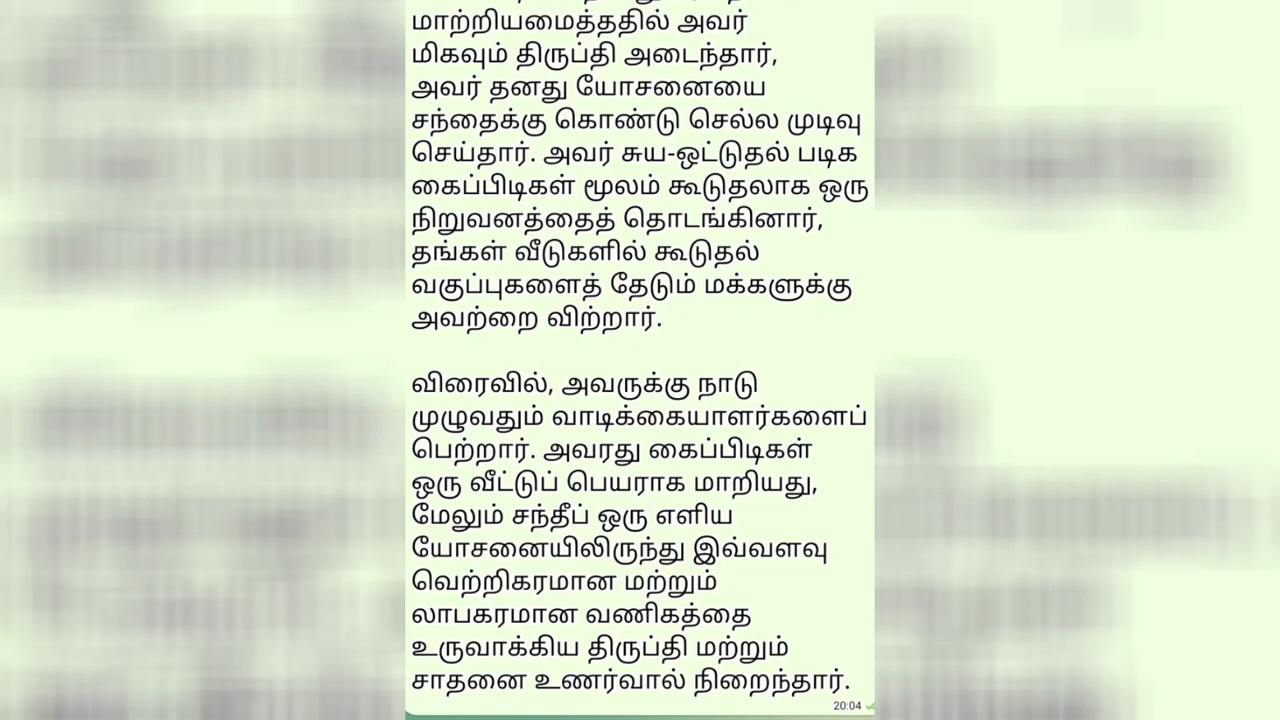 மாற்றியமைத்ததில் அவர்
மிகவும் திருப்தி அடைந்தார்,
அவர் தனது யோசனையை
சந்தைக்கு கொண்டு செல்ல முடிவு
செய்தார். அவர் சுய-ஒட்டுதல் படிக
கைப்பிடிகள் மூலம் கூடுதலாக ஒரு
நிறுவனத்தைத் தொடங்கினார்,
தங்கள் வீடுகளில் கூடுதல்
வகுப்புகளைத் தேடும் மக்களுக்கு
அவற்றை விற்றார்.
விரைவில், அவருக்கு நாடு
முழுவதும் வாடிக்கையாளர்களைப்
பெற்றார். அவரது கைப்பிடிகள்
ஒரு வீட்டுப் பெயராக மாறியது,
மேலும் சந்தீப் ஒரு எளிய
யோசனையிலிருந்து இவ்வளவு
வெற்றிகரமான மற்றும்
லாபகரமான வணிகத்தை
உருவாக்கிய திருப்தி மற்றும்
சாதனை உணர்வால் நிறைந்தார்.
20:04